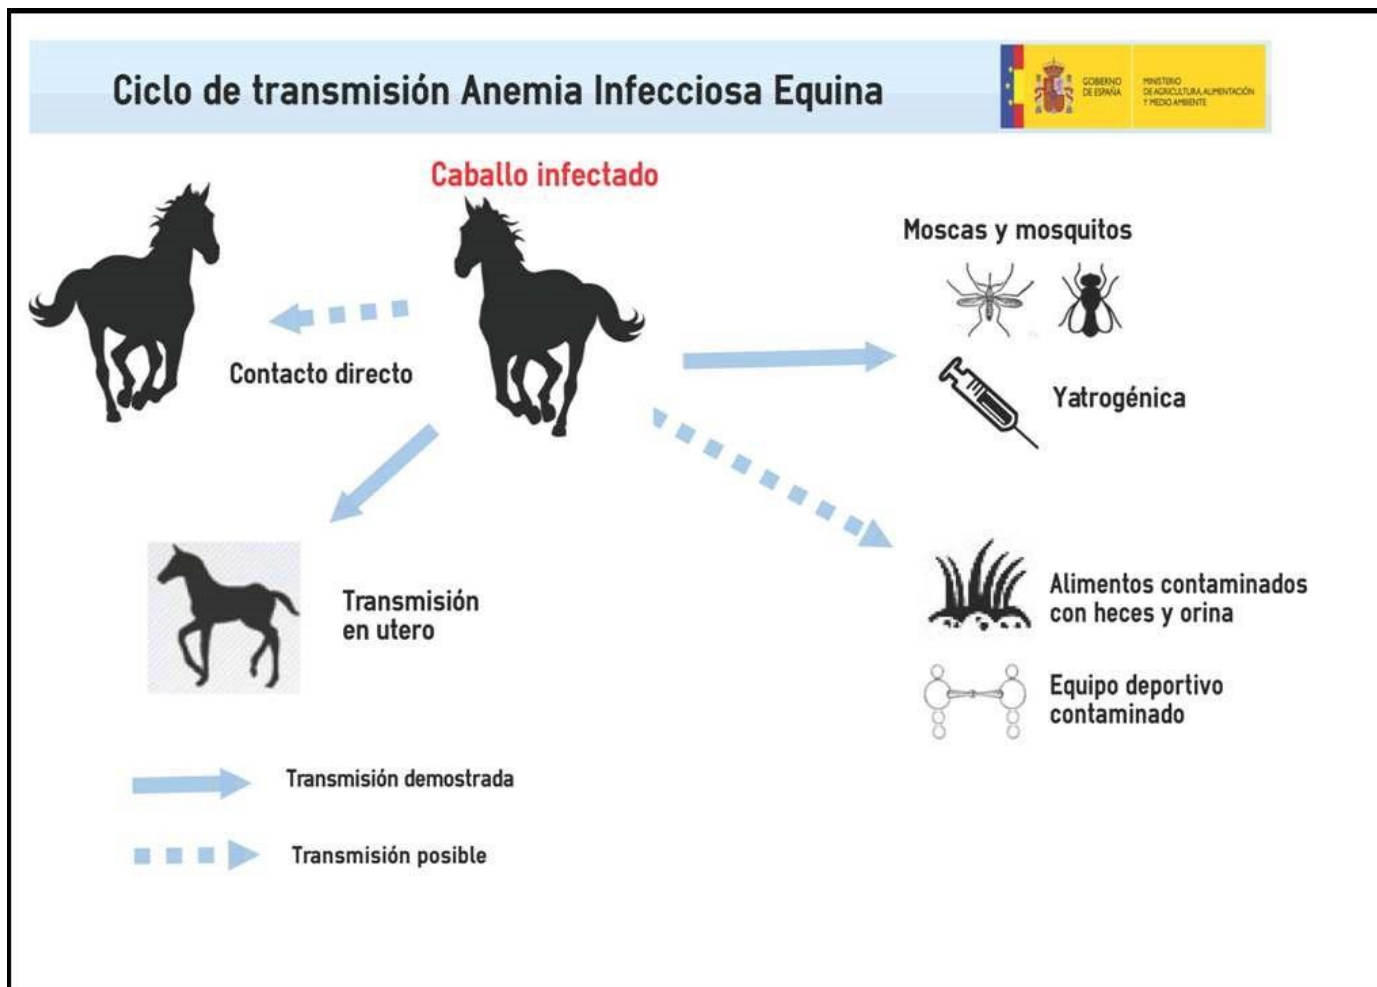 Ciclo de transmisión Anemia Infecciosa Equina
GOBIERNO
DE ESPAÑA
MINISTERIO
DE AGRICULTURA, ALIMENTACIÓN
Y MEDIO AMBIENTE
Caballo infectado
Moscas y mosquitos
Contacto directo
Yatrogénica
Transmisión
en utero
Alimentos contaminados
con heces y orina
Equipo deportivo
contaminado
Transmisión demostrada
Transmisión posible